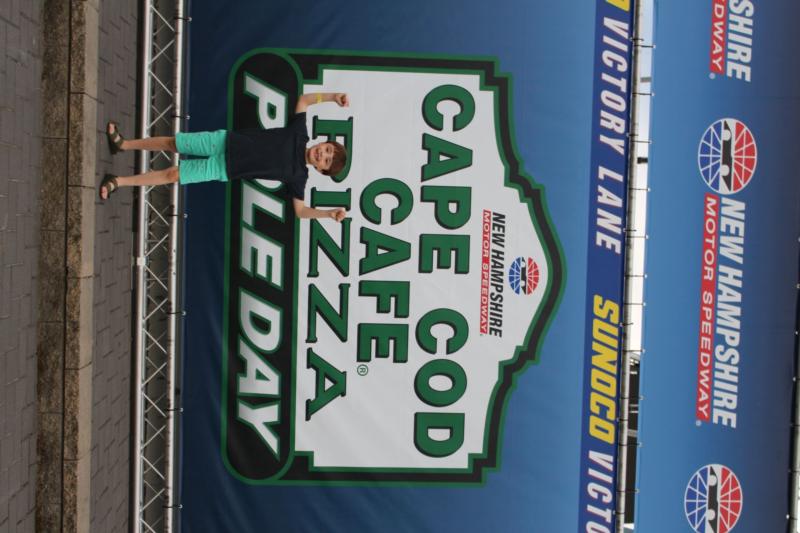 SHIRE
DWAY
NEW HAMPSHIRE
MOTOR SPEEDWAY
VICTORY LANE SUNOCO VICTO
NEW HAMPSHIRE
MOTOR SPEEDWAY
CAPE COD
CAFE®
PIZZA
POLE DAY